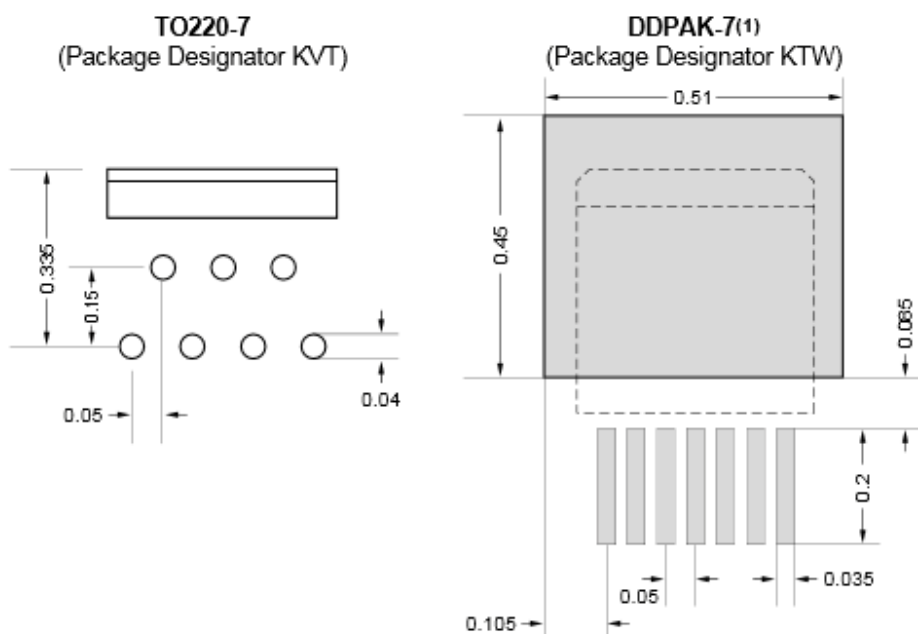 TO220-7
(Package Designator KVT)
0.335
0.15
0.05
0.04
DDPAK-7(1)
(Package Designator KTW)
0.51
0.45
0.085
0.2
0.05
0.035
0.105